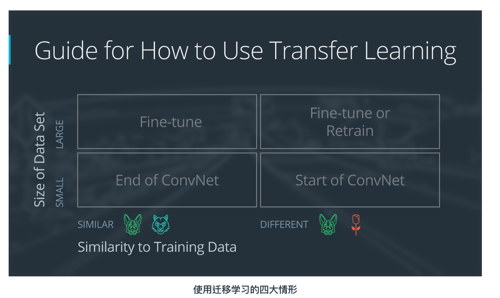 Guide for How to Use Transfer Learning
Size of Data Set
LARGE
Fine-tune
Fine-tune or
Retrain
SMALL
End of ConvNet
Start of ConvNet
SIMILAR
DIFFERENT
Similarity to Training Data
使用迁移学习的四大情形